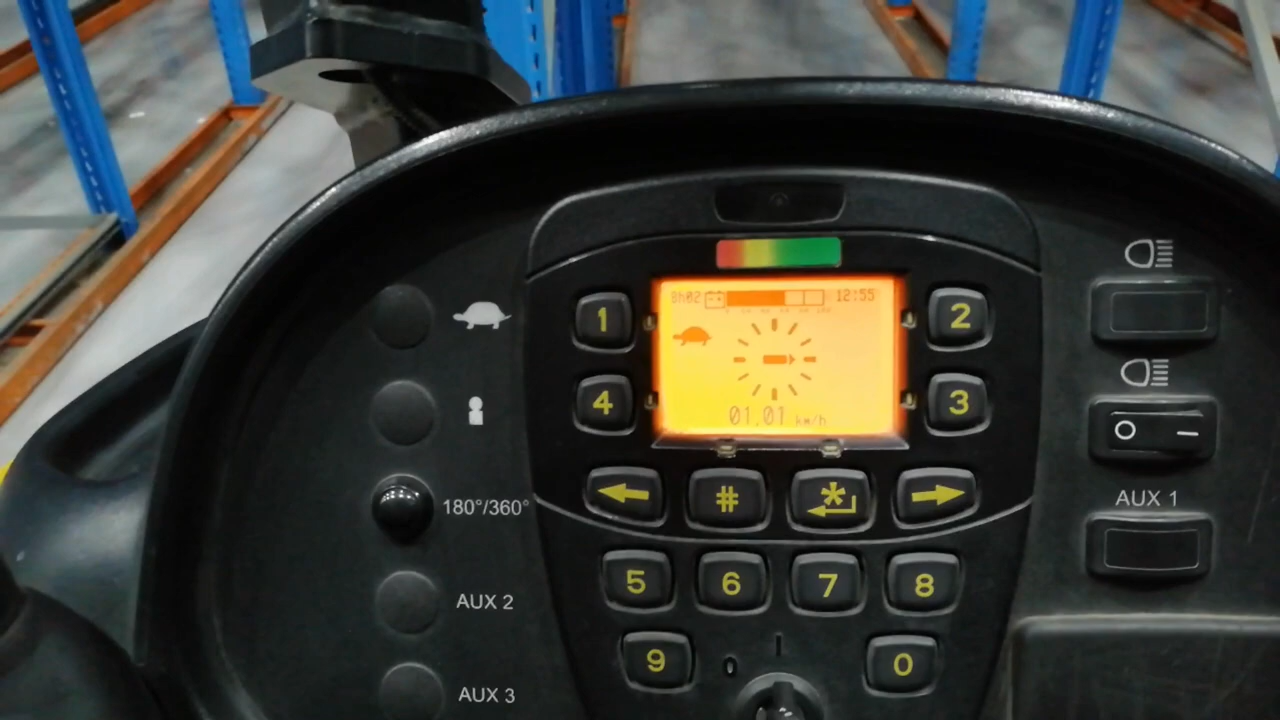 8h02 12:55
01,01 km/h
1 2
4 3
#
*
180°/360°
AUX 1
5 6 7 8
AUX 2
9 0 0
AUX 3